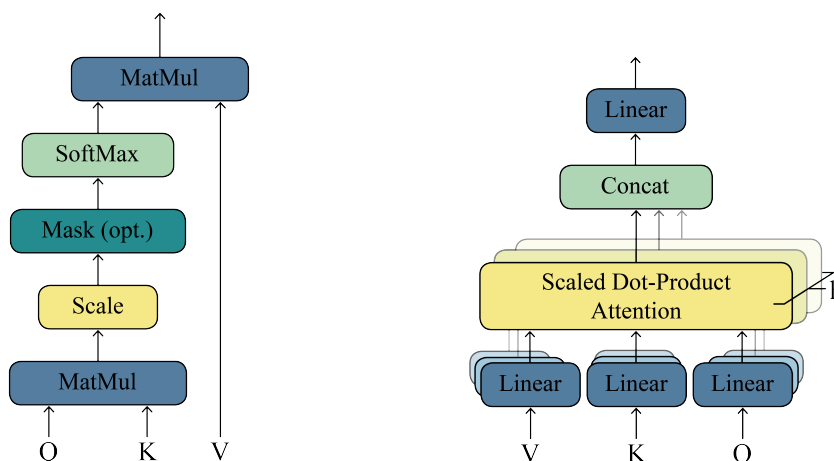 MatMul
SoftMax
Mask (opt.)
Scale
MatMul
Q K V
Linear
Concat
Scaled Dot-Product
Attention
Linear Linear Linear
V K Q